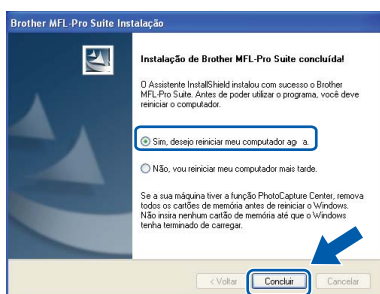 Brother MFL-Pro Suite Instalação
Instalação de Brother MFL-Pro Suite concluída!
O Assistente InstallShield instalou com sucesso o Brother
MFL-Pro Suite. Antes de poder utilizar o programa, você deve
reiniciar o computador.
Sim, desejo reiniciar meu computador ag a.
Não, vou reiniciar meu computador mais tarde.
Se a sua máquina tiver a função PhotoCapture Center, remova
todos os cartões de memória antes de reiniciar o Windows.
Não insira nenhum cartão de memória até que o Windows
tenha terminado de carregar.
< Voltar Concluir Cancelar